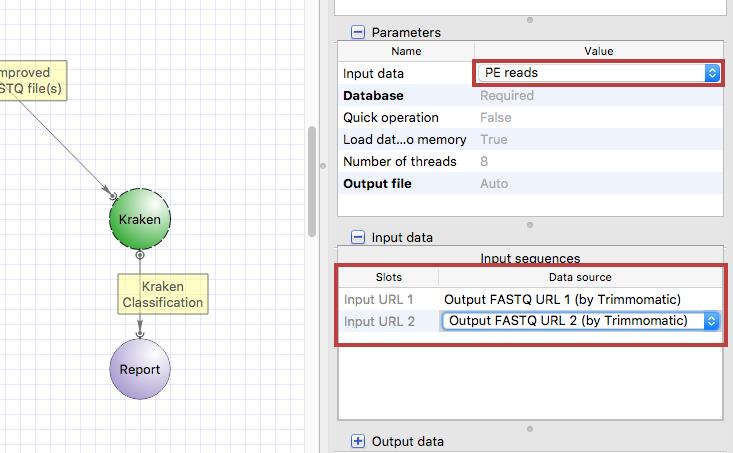 mproved
STQ file(s)
Kraken
Kraken
Classification
Report
Parameters
Name Value
Input data PE reads
Database Required
Quick operation False
Load dat...o memory True
Number of threads 8
Output file Auto
Input data
Input sequences
Slots Data source
Input URL 1 Output FASTQ URL 1 (by Trimmomatic)
Input URL 2 Output FASTQ URL 2 (by Trimmomatic)
Output data